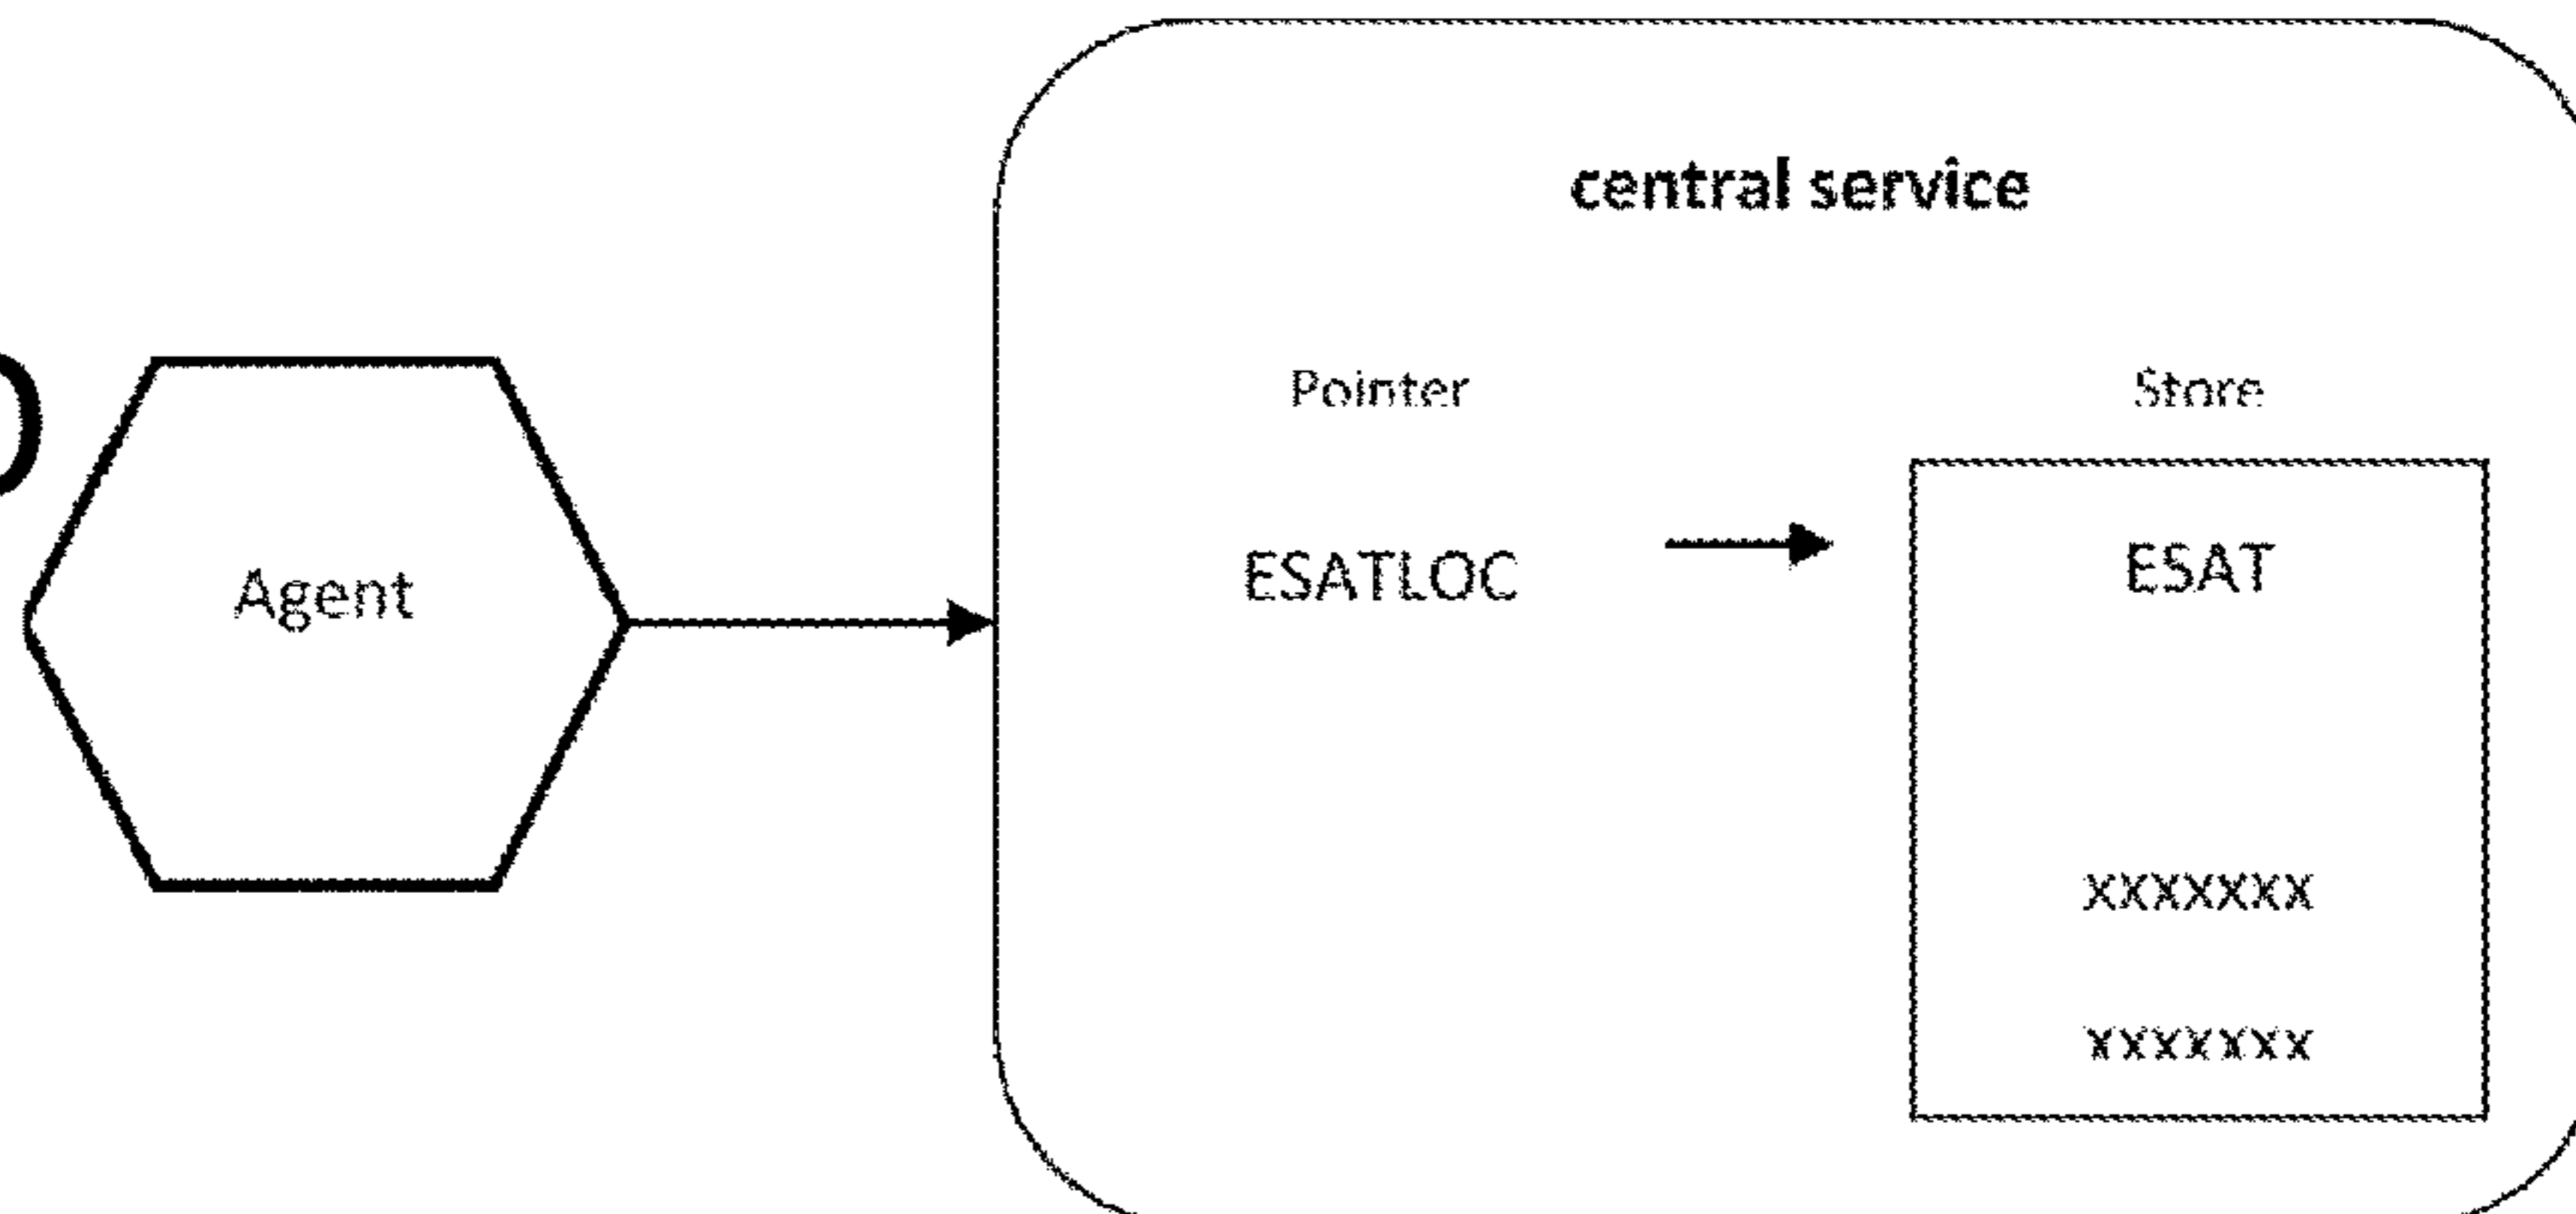 central service
Pointer
Store
Agent
ESATLOC
ESAT
xxxxxxx
xxxxxxx